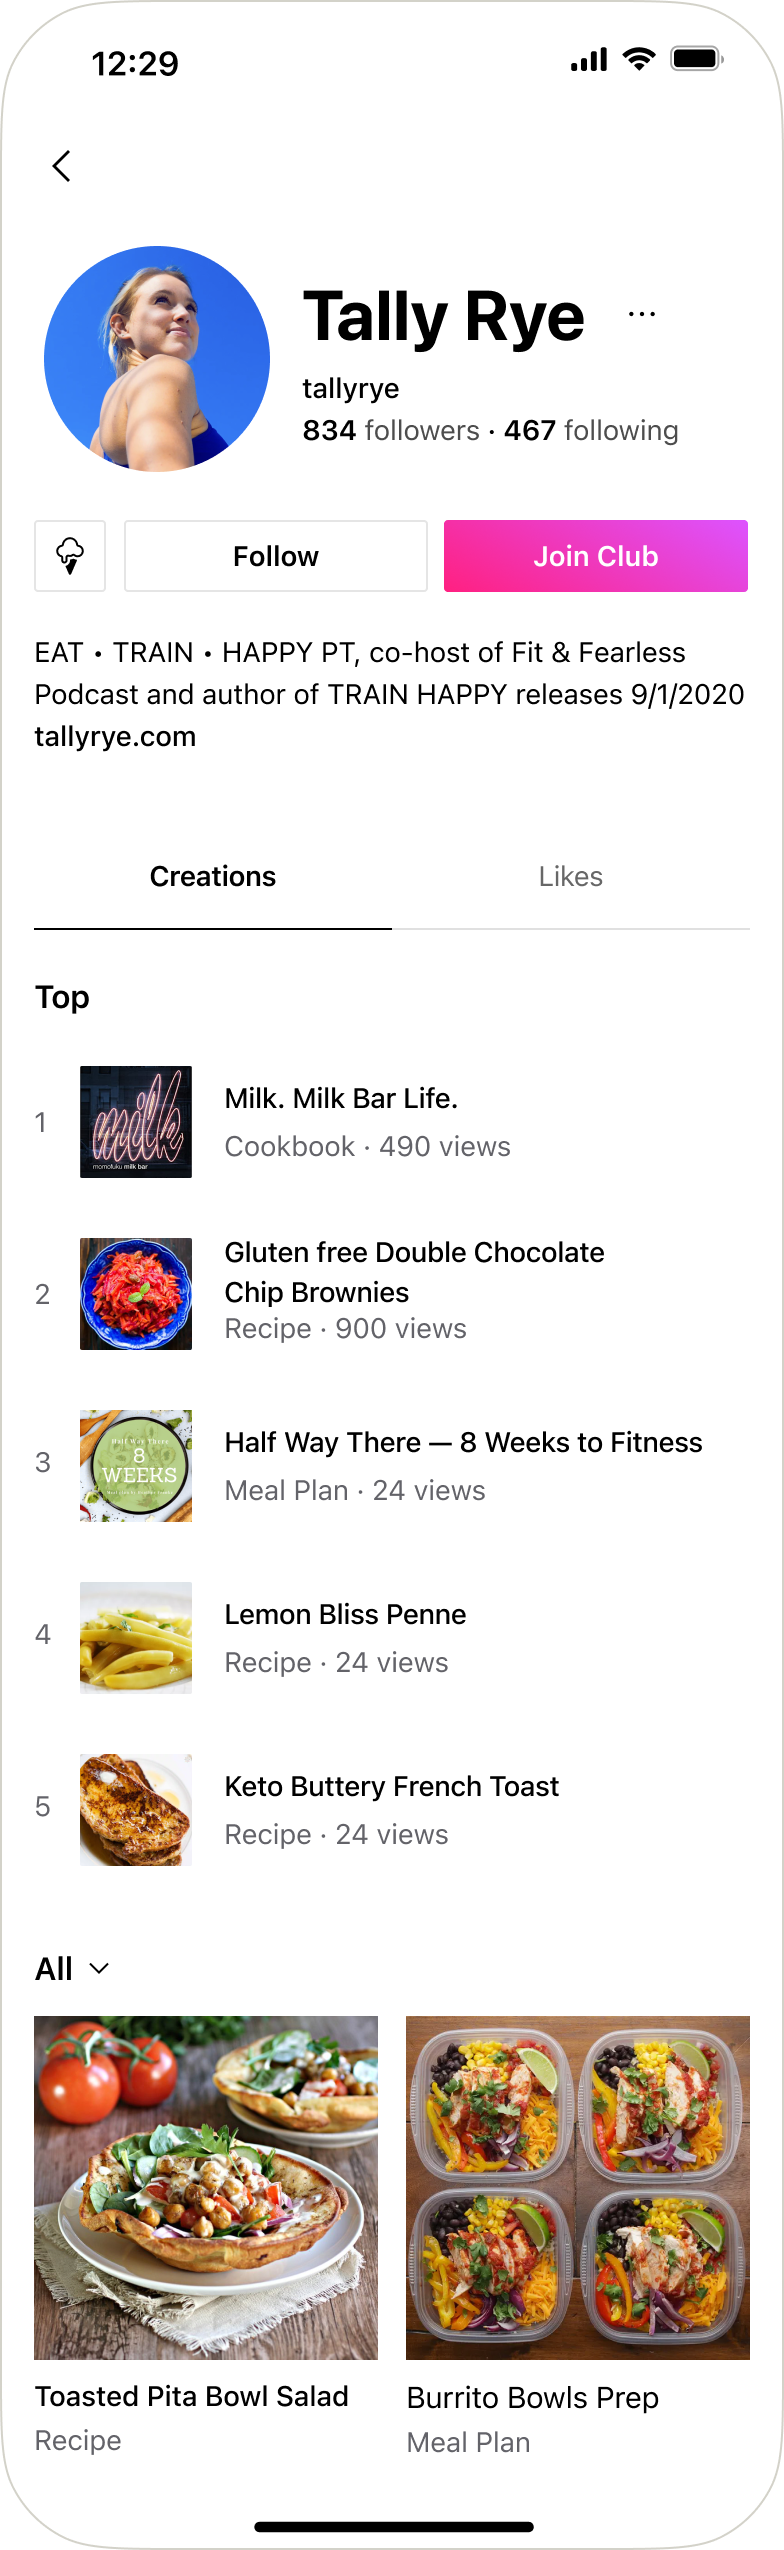 12:29
Tally Rye ...
tallyrye
834 followers · 467 following
Follow
Join Club
EAT • TRAIN • HAPPY PT, co-host of Fit & Fearless
Podcast and author of TRAIN HAPPY releases 9/1/2020
tallyrye.com
Creations
Likes
Top
1
milk
momofuku milk bar
Milk. Milk Bar Life.
Cookbook · 490 views
2
Gluten free Double Chocolate
Chip Brownies
Recipe · 900 views
3
Half Way There
8
WEEKS
Half Way There — 8 Weeks to Fitness
Meal Plan · 24 views
4
Lemon Bliss Penne
Recipe · 24 views
5
Keto Buttery French Toast
Recipe · 24 views
All
Toasted Pita Bowl Salad
Recipe
Burrito Bowls Prep
Meal Plan